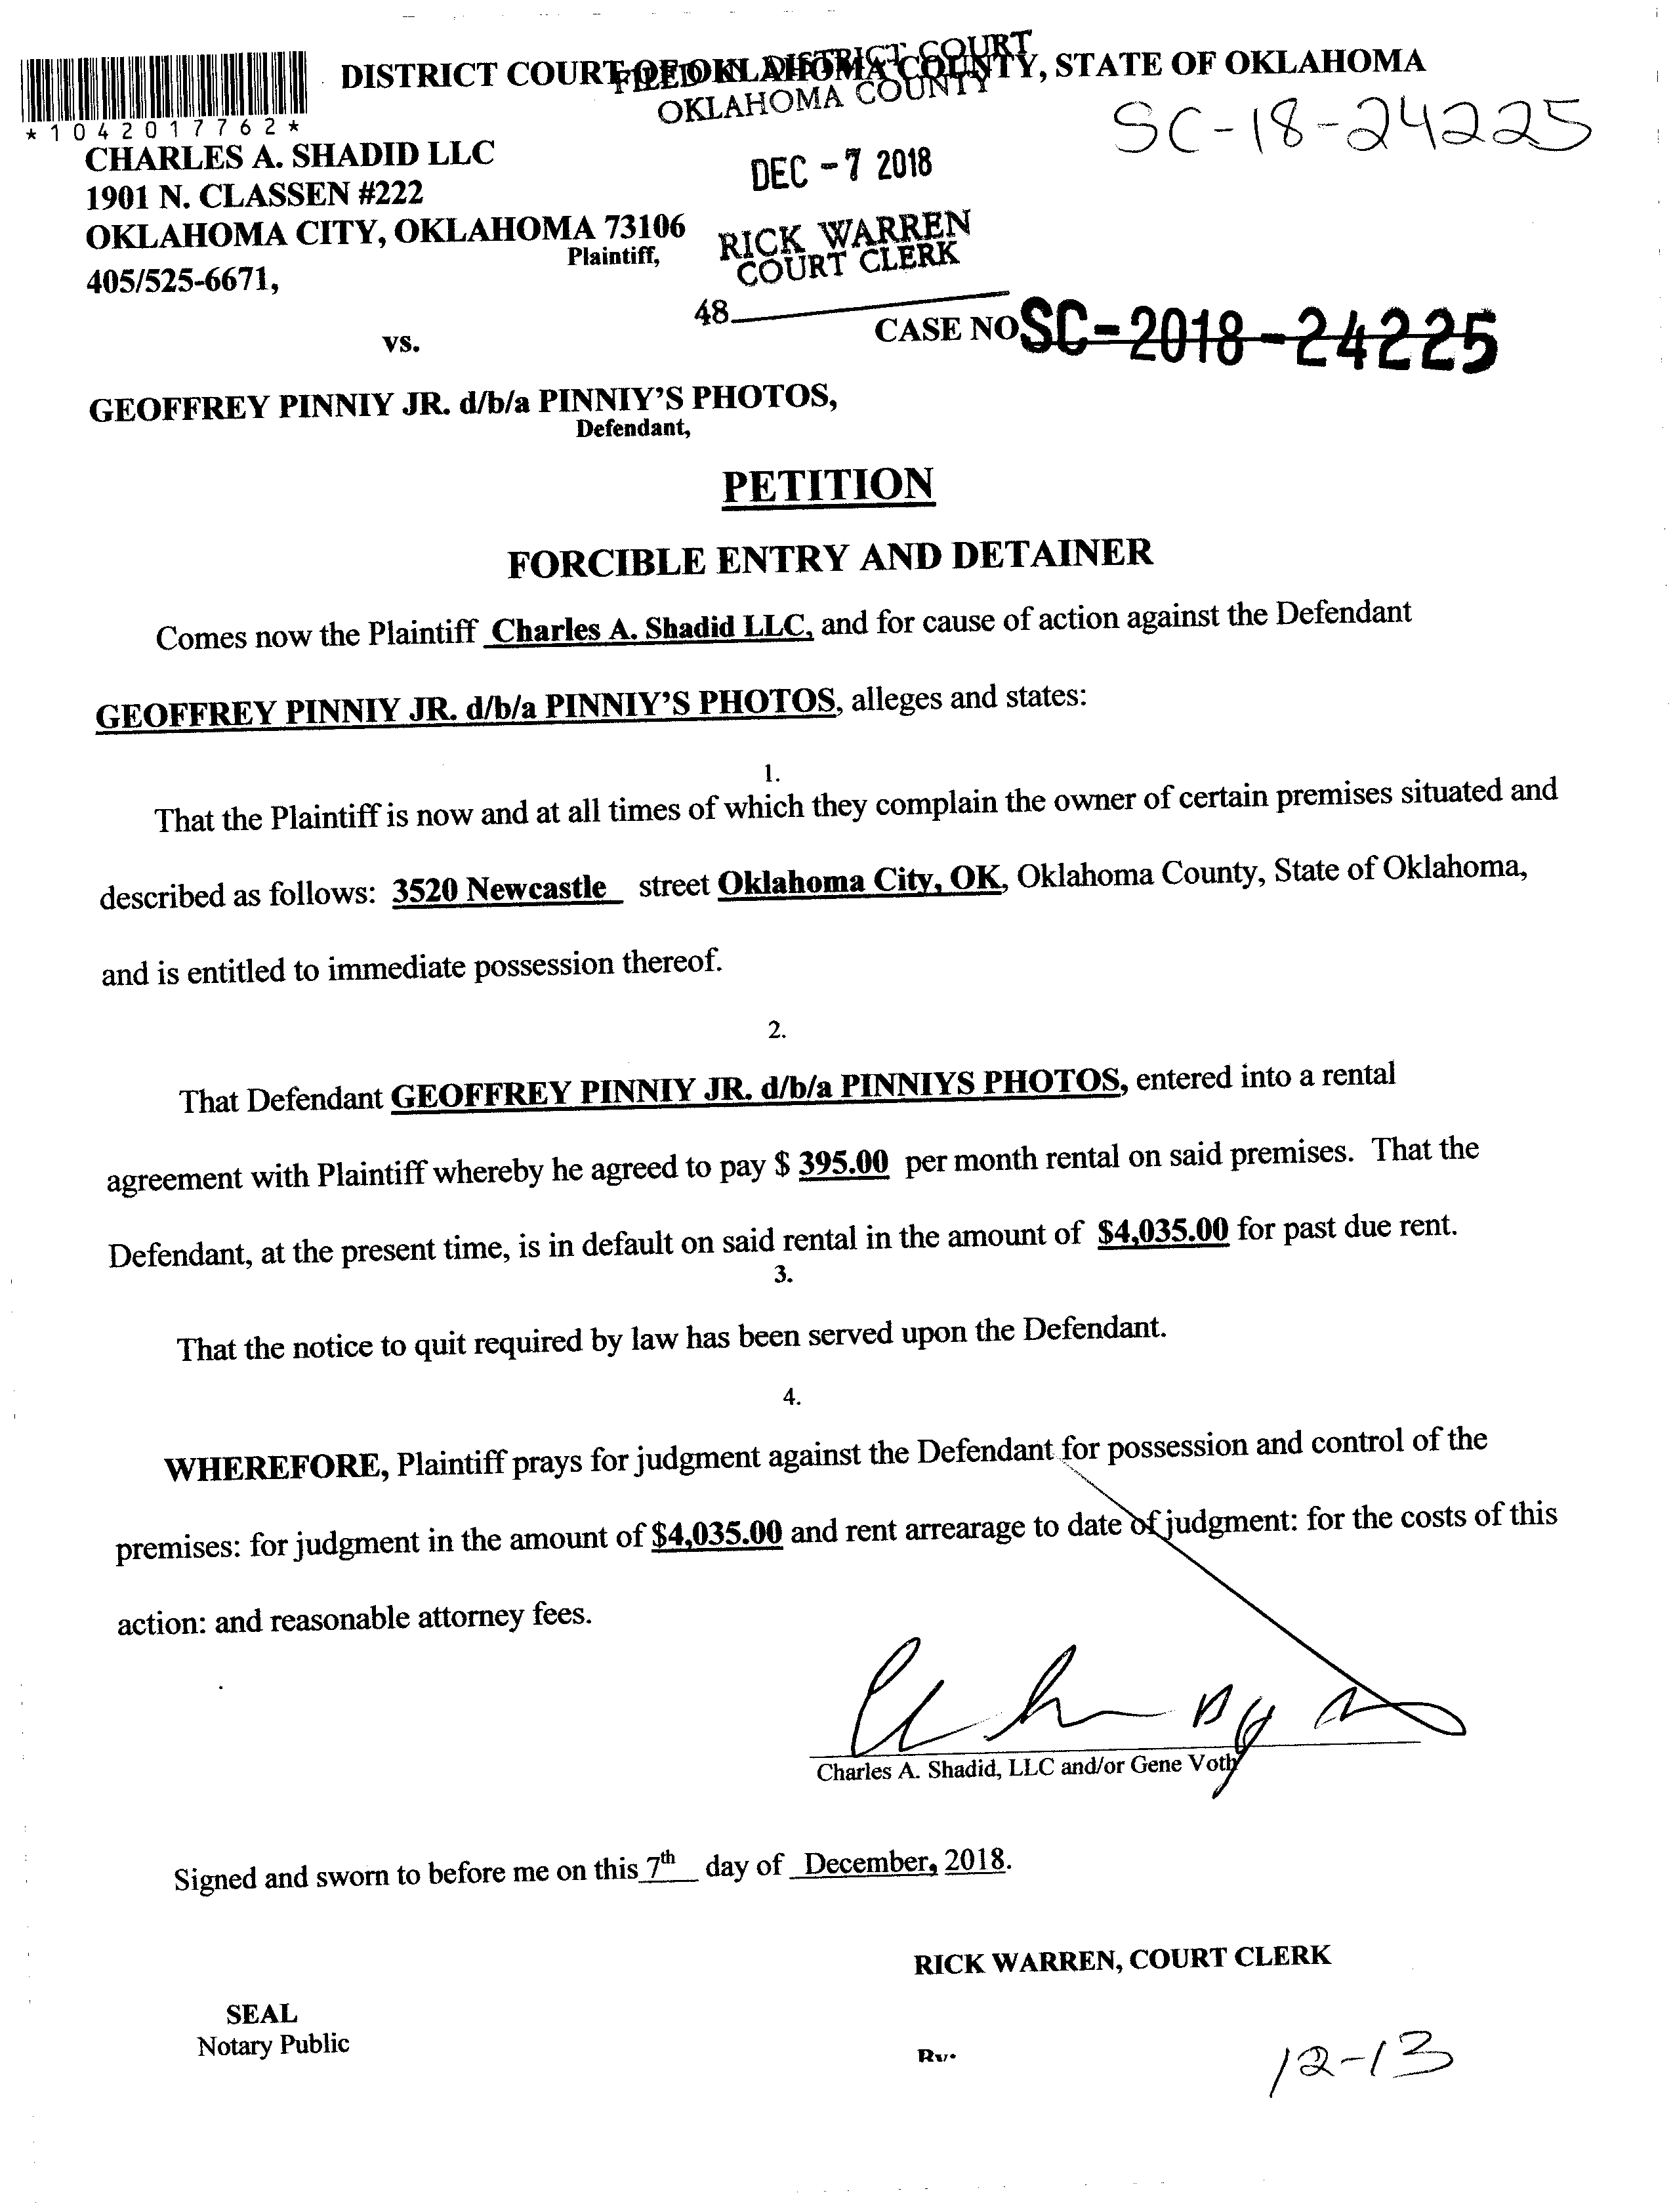 DISTRICT COURT OF OKLAHOMA COUNTY, STATE OF OKLAHOMA
FILED IN DISTRICT COURT
OKLAHOMA COUNTY
*1042017762*
SC-18-24225
CHARLES A. SHADID LLC
1901 N. CLASSEN #222
OKLAHOMA CITY, OKLAHOMA 73106
Plaintiff,
405/525-6671,
DEC -7 2018
RICK WARREN
COURT CLERK
48
vs.
CASE NO SC-2018-24225
GEOFFREY PINNIY JR. d/b/a PINNIY'S PHOTOS,
Defendant,
PETITION
FORCIBLE ENTRY AND DETAINER
Comes now the Plaintiff Charles A. Shadid LLC, and for cause of action against the Defendant
GEOFFREY PINNIY JR. d/b/a PINNIY'S PHOTOS, alleges and states:
1.
That the Plaintiff is now and at all times of which they complain the owner of certain premises situated and
described as follows: 3520 Newcastle street Oklahoma City, OK, Oklahoma County, State of Oklahoma,
and is entitled to immediate possession thereof.
2.
That Defendant GEOFFREY PINNIY JR. d/b/a PINNIYS PHOTOS, entered into a rental
agreement with Plaintiff whereby he agreed to pay $ 395.00 per month rental on said premises. That the
Defendant, at the present time, is in default on said rental in the amount of $4,035.00 for past due rent.
3.
That the notice to quit required by law has been served upon the Defendant.
4.
WHEREFORE, Plaintiff prays for judgment against the Defendant for possession and control of the
premises: for judgment in the amount of $4,035.00 and rent arrearage to date of judgment: for the costs of this
action: and reasonable attorney fees.
Charles A. Shadid, LLC and/or Gene Voth
Signed and sworn to before me on this 7th day of December, 2018.
RICK WARREN, COURT CLERK
SEAL
Notary Public
By:
12-13